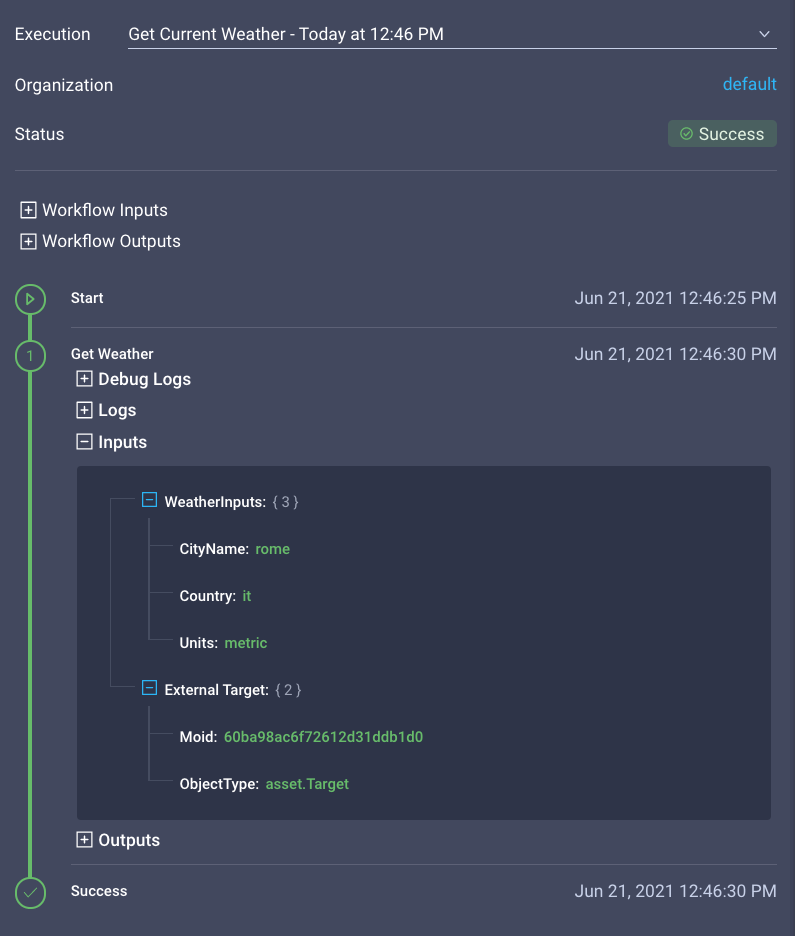 Execution Get Current Weather - Today at 12:46 PM
Organization default
Status Success
Workflow Inputs
Workflow Outputs
Start Jun 21, 2021 12:46:25 PM
1 Get Weather Jun 21, 2021 12:46:30 PM
Debug Logs
Logs
Inputs
WeatherInputs: { 3 }
CityName: rome
Country: it
Units: metric
External Target: { 2 }
Moid: 60ba98ac6f72612d31ddb1d0
ObjectType: asset.Target
Outputs
Success Jun 21, 2021 12:46:30 PM